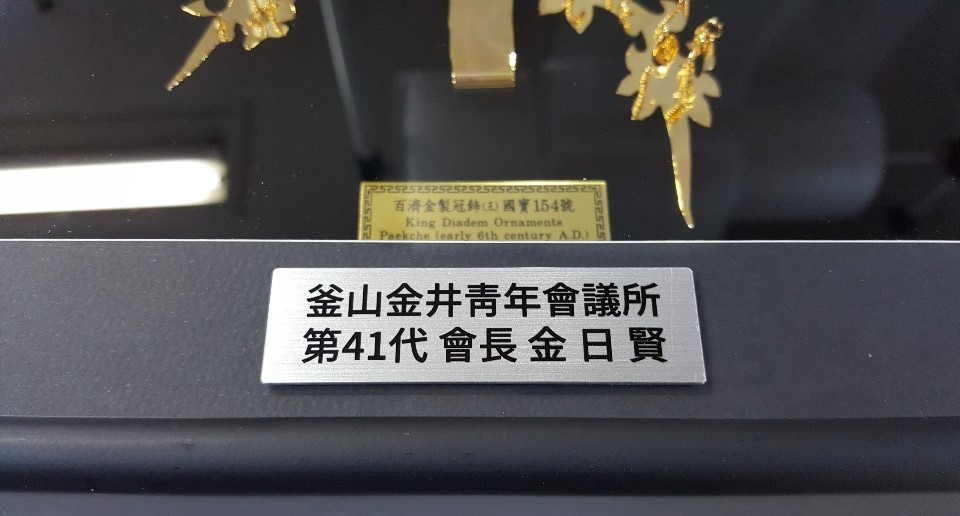 百濟金製冠飾(王)國寶154號
King Diadem Ornaments
Paekche (early 6th century A.D.)
釜山金井靑年會議所
第41代 會長 金 日 賢